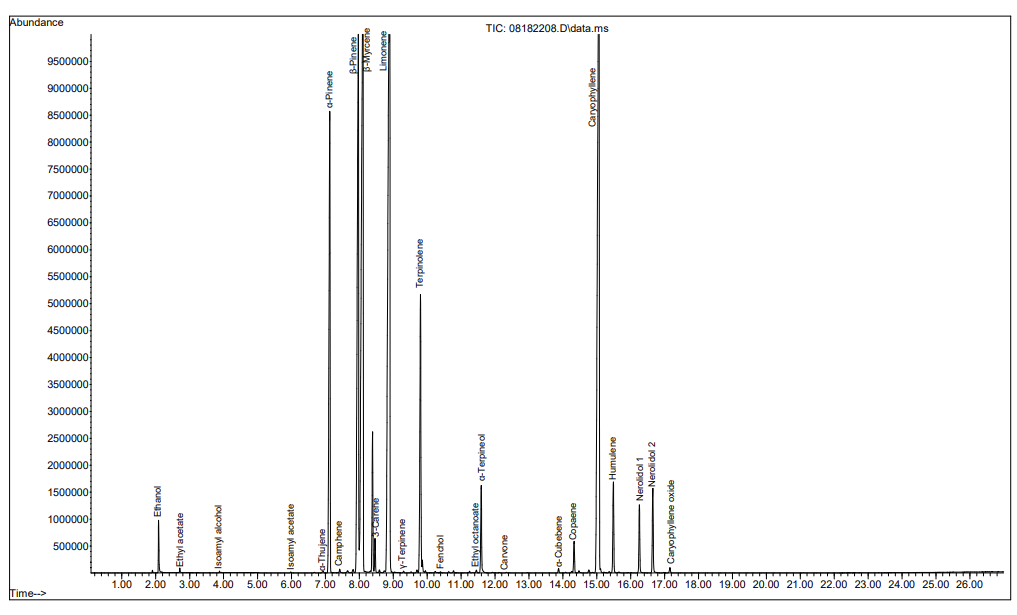 Abundance
TIC: 08182208.D\data.ms
9500000
9000000
8500000
8000000
7500000
7000000
6500000
6000000
5500000
5000000
4500000
4000000
3500000
3000000
2500000
2000000
1500000
1000000
500000
Ethanol
Ethyl acetate
Isoamyl alcohol
Isoamyl acetate
α-Thujene
α-Pinene
Camphene
β-Pinene
β-Myrcene
3-Carene
Limonene
γ-Terpinene
Terpinolene
Fenchol
Ethyl octanoate
α-Terpineol
Carvone
α-Cubebene
Copaene
Caryophyllene
Humulene
Nerolidol 1
Nerolidol 2
Caryophyllene oxide
1.00 2.00 3.00 4.00 5.00 6.00 7.00 8.00 9.00 10.00 11.00 12.00 13.00 14.00 15.00 16.00 17.00 18.00 19.00 20.00 21.00 22.00 23.00 24.00 25.00 26.00
Time-->